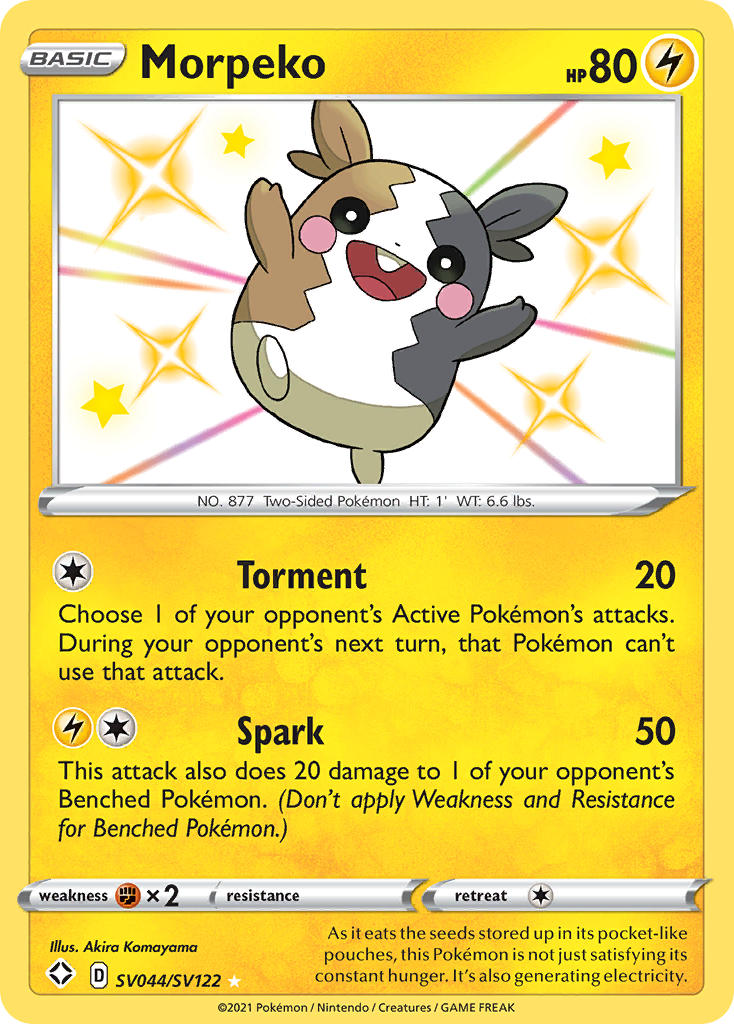 BASIC Morpeko HP 80
NO. 877 Two-Sided Pokémon HT: 1' WT: 6.6 lbs.
Torment 20
Choose 1 of your opponent's Active Pokémon's attacks.
During your opponent's next turn, that Pokémon can't
use that attack.
Spark 50
This attack also does 20 damage to 1 of your opponent's
Benched Pokémon. (Don't apply Weakness and Resistance
for Benched Pokémon.)
weakness ×2 resistance retreat
Illus. Akira Komayama
D SV044/SV122
As it eats the seeds stored up in its pocket-like
pouches, this Pokémon is not just satisfying its
constant hunger. It's also generating electricity.
©2021 Pokémon / Nintendo / Creatures / GAME FREAK